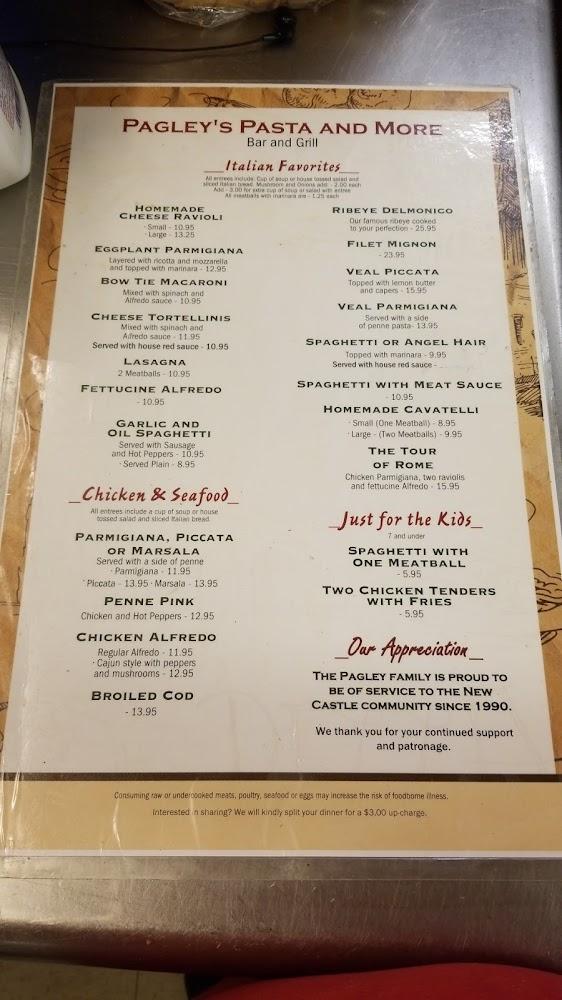 PAGLEY'S PASTA AND MORE
Bar and Grill
Italian Favorites
All entrees include: Cup of soup or house tossed salad and
sliced Italian bread. Mushroom and Onions add: - 2.00 each
Add - 3.00 for extra cup of soup or salad with entree
All meatballs with marinara are - 1.25 each
HOMEMADE
CHEESE RAVIOLI
· Small - 10.95
· Large - 13.25
EGGPLANT PARMIGIANA
Layered with ricotta and mozzarella
and topped with marinara - 12.95
BOW TIE MACARONI
Mixed with spinach and
Alfredo sauce - 10.95
CHEESE TORTELLINIS
Mixed with spinach and
Alfredo sauce - 11.95
Served with house red sauce - 10.95
LASAGNA
2 Meatballs - 10.95
FETTUCINE ALFREDO
- 10.95
GARLIC AND
OIL SPAGHETTI
Served with Sausage
and Hot Peppers - 10.95
· Served Plain - 8.95
Chicken & Seafood
All entrees include a cup of soup or house
tossed salad and sliced Italian bread.
PARMIGIANA, PICCATA
OR MARSALA
Served with a side of penne
· Parmigiana - 11.95
· Piccata - 13.95 · Marsala - 13.95
PENNE PINK
Chicken and Hot Peppers - 12.95
CHICKEN ALFREDO
Regular Alfredo - 11.95
· Cajun style with peppers
and mushrooms - 12.95
BROILED COD
- 13.95
RIBEYE DELMONICO
Our famous ribeye cooked
to your perfection - 25.95
FILET MIGNON
- 23.95
VEAL PICCATA
Topped with lemon butter
and capers - 15.95
VEAL PARMIGIANA
Served with a side
of penne pasta- 13.95
SPAGHETTI OR ANGEL HAIR
Topped with marinara - 9.95
Served with house red sauce -
SPAGHETTI WITH MEAT SAUCE
- 10.95
HOMEMADE CAVATELLI
· Small (One Meatball) - 8.95
· Large - (Two Meatballs) - 9.95
THE TOUR
OF ROME
Chicken Parmigiana, two raviolis
and fettucine Alfredo - 15.95
Just for the Kids
7 and under
SPAGHETTI WITH
ONE MEATBALL
- 5.95
TWO CHICKEN TENDERS
WITH FRIES
- 5.95
Our Appreciation
THE PAGLEY FAMILY IS PROUD TO
BE OF SERVICE TO THE NEW
CASTLE COMMUNITY SINCE 1990.
We thank you for your continued support
and patronage.
Consuming raw or undercooked meats, poultry, seafood or eggs may increase the risk of foodborne illness.
Interested in sharing? We will kindly split your dinner for a $3.00 up-charge.